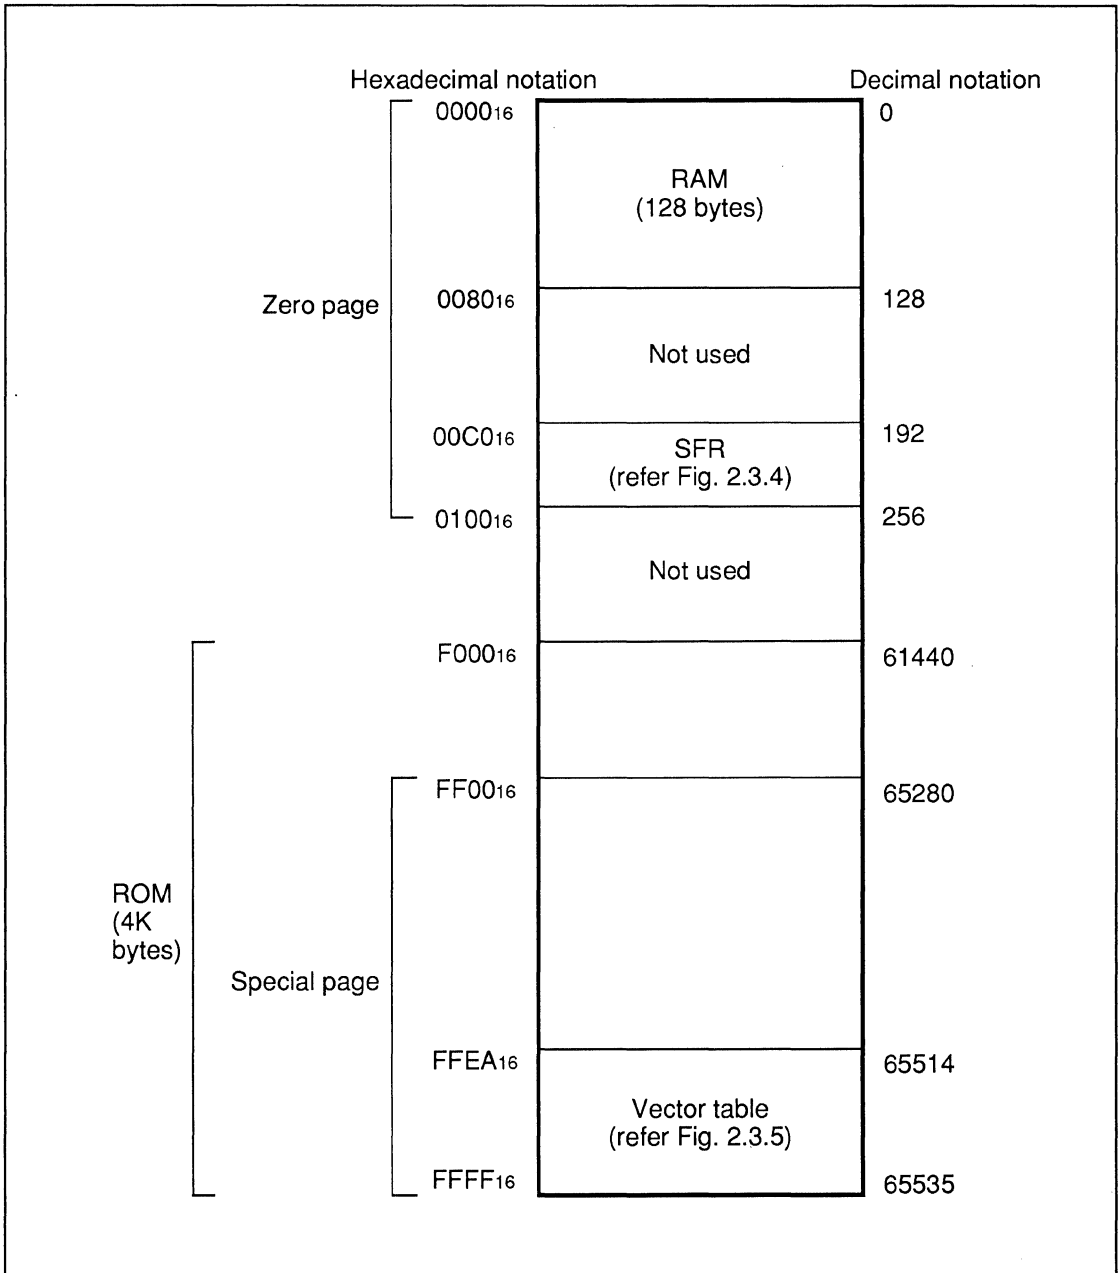 Hexadecimal notation Decimal notation
0000₁₆ 0
RAM
(128 bytes)
Zero page 0080₁₆ 128
Not used
00C0₁₆ 192
SFR
(refer Fig. 2.3.4)
0100₁₆ 256
Not used
F000₁₆ 61440
FF00₁₆ 65280
ROM
(4K
bytes)
Special page
FFEA₁₆ 65514
Vector table
(refer Fig. 2.3.5)
FFFF₁₆ 65535